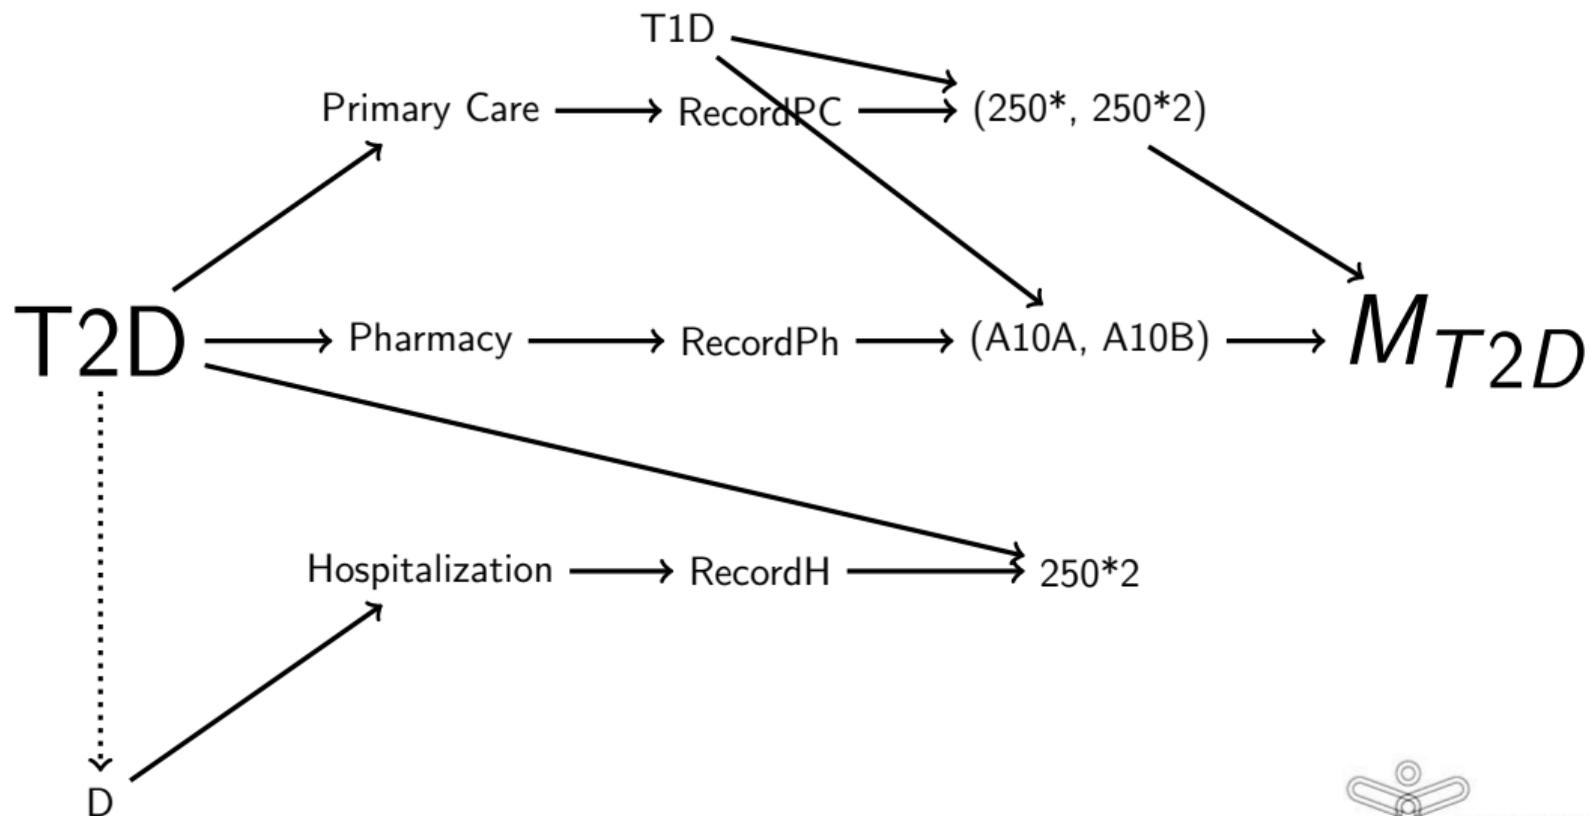 T1D
Primary Care
RecordPC
(250*, 250*2)
T2D
Pharmacy
RecordPh
(A10A, A10B)
M_{T2D}
Hospitalization
RecordH
250*2
D